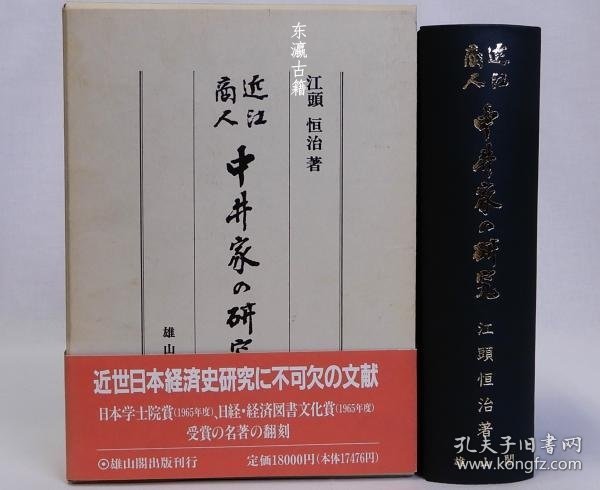 东瀛古籍
江頭 恒治著
近江
商人
中井家の研究
雄山
近世日本経済史研究に不可欠の文献
日本学士院賞(1965年度)、日経・経済図書文化賞(1965年度)
受賞の名著の翻刻
雄山閣出版刊行
定価18000円(本体17476円)
近江
商人
中井家の研究
江頭恒治著
雄山閣
孔夫子旧书网
www.kongfz.com